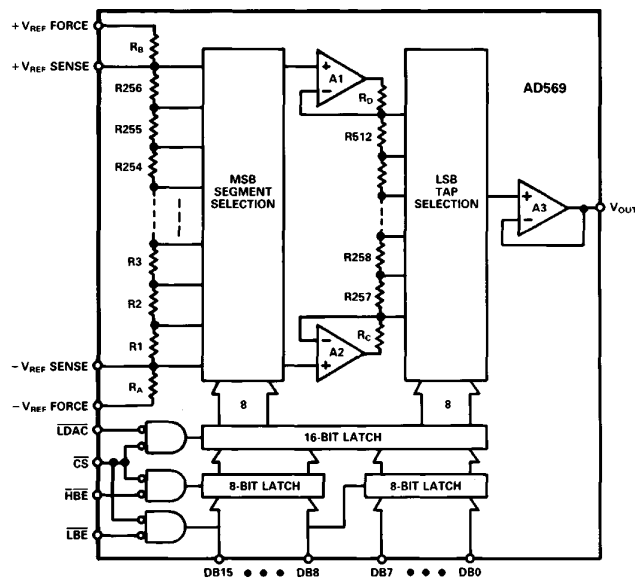 + VREF FORCE
RB
+ VREF SENSE
R256
R255
R254
R3
R2
R1
− VREF SENSE
RA
− VREF FORCE
MSB
SEGMENT
SELECTION
A1
+
−
RD
R512
R258
R257
RC
A2
−
+
LSB
TAP
SELECTION
AD569
+
−
A3
VOUT
8
8
LDAC
16-BIT LATCH
CS
HBE
8-BIT LATCH
8-BIT LATCH
LBE
DB15
DB8
DB7
DB0